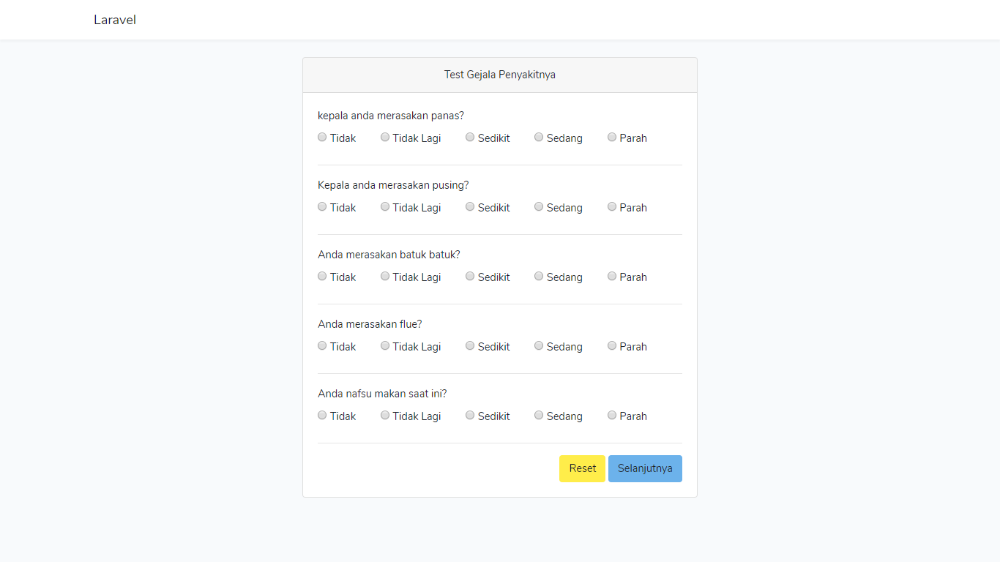 Laravel
Test Gejala Penyakitnya
kepala anda merasakan panas?
Tidak Tidak Lagi Sedikit Sedang Parah
Kepala anda merasakan pusing?
Tidak Tidak Lagi Sedikit Sedang Parah
Anda merasakan batuk batuk?
Tidak Tidak Lagi Sedikit Sedang Parah
Anda merasakan flue?
Tidak Tidak Lagi Sedikit Sedang Parah
Anda nafsu makan saat ini?
Tidak Tidak Lagi Sedikit Sedang Parah
Reset Selanjutnya